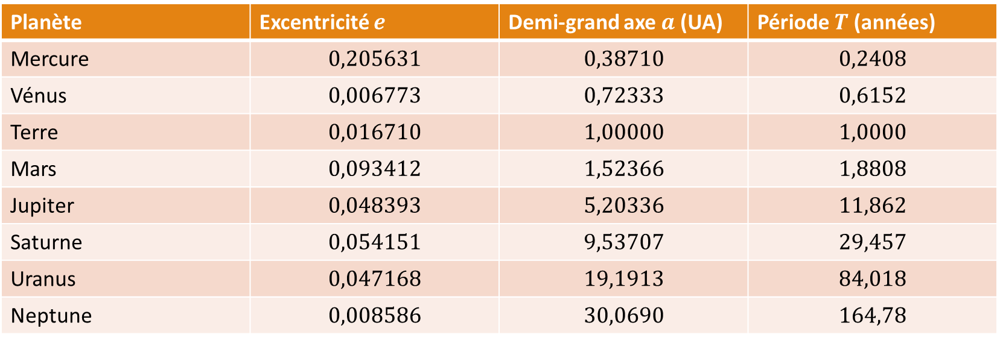 Planète Excentricité e Demi-grand axe a (UA) Période T (années)
Mercure 0,205631 0,38710 0,2408
Vénus 0,006773 0,72333 0,6152
Terre 0,016710 1,00000 1,0000
Mars 0,093412 1,52366 1,8808
Jupiter 0,048393 5,20336 11,862
Saturne 0,054151 9,53707 29,457
Uranus 0,047168 19,1913 84,018
Neptune 0,008586 30,0690 164,78